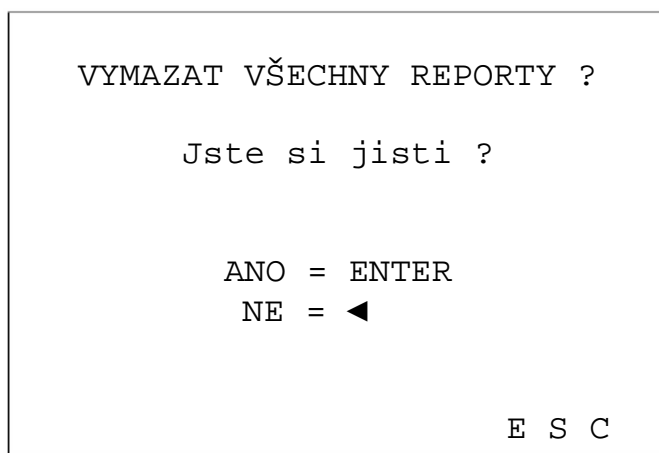 VYMAZAT VŠECHNY REPORTY ?
Jste si jisti ?
ANO = ENTER
NE = ◄
E S C